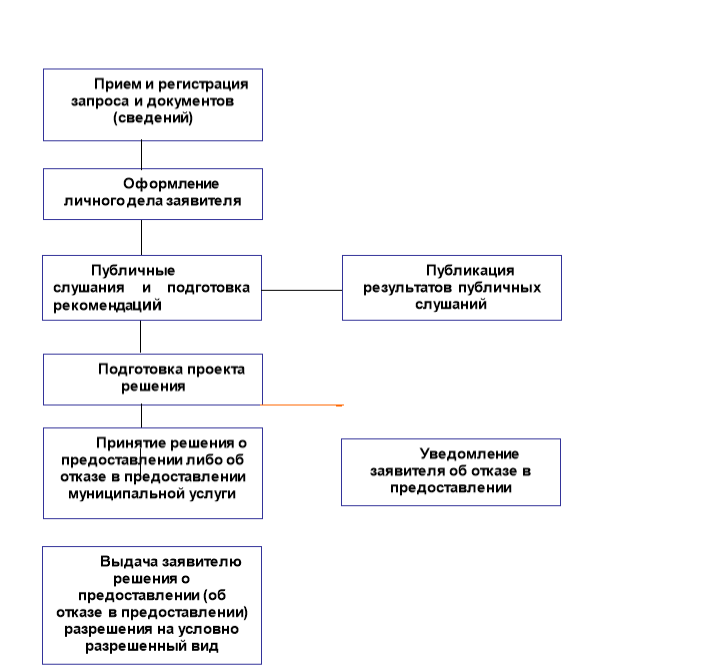 Прием и регистрация
запроса и документов
(сведений)
Оформление
личного дела заявителя
Публичные
слушания и подготовка
рекомендаций
Публикация
результатов публичных
слушаний
Подготовка проекта
решения
Принятие решения о
предоставлении либо об
отказе в предоставлении
муниципальной услуги
Уведомление
заявителя об отказе в
предоставлении
Выдача заявителю
решения о
предоставлении (об
отказе в предоставлении)
разрешения на условно
разрешенный вид